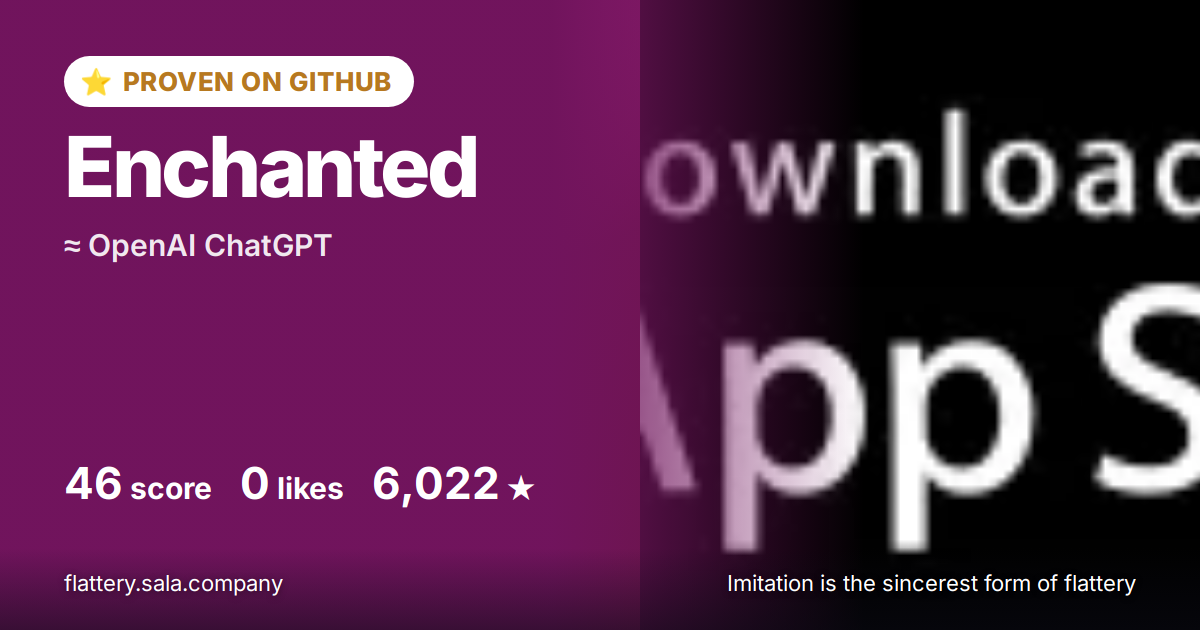 ⭐ PROVEN ON GITHUB
Enchanted
≈ OpenAI ChatGPT
46 score 0 likes 6,022 ★
ownload
App S
flattery.sala.company
Imitation is the sincerest form of flattery